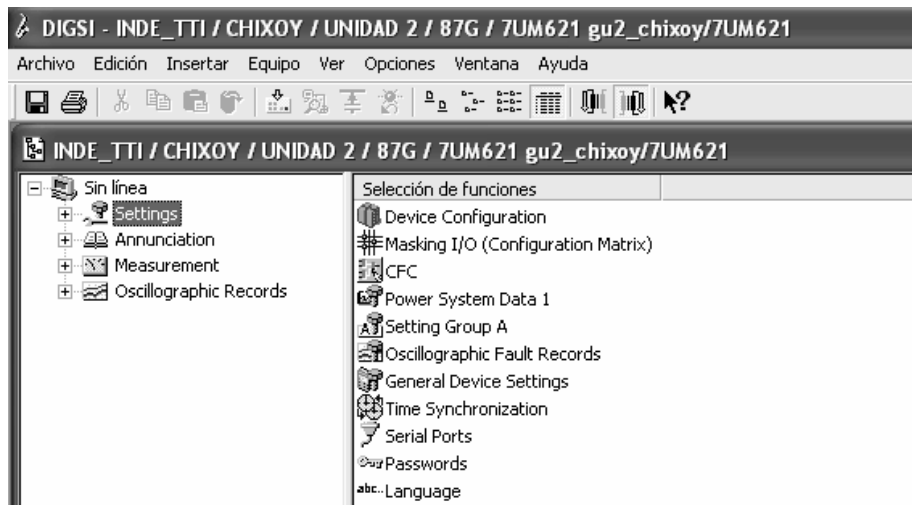 DIGSI - INDE_TTI / CHIXOY / UNIDAD 2 / 87G / 7UM621 gu2_chixoy/7UM621
Archivo Edición Insertar Equipo Ver Opciones Ventana Ayuda
INDE_TTI / CHIXOY / UNIDAD 2 / 87G / 7UM621 gu2_chixoy/7UM621
Sin línea
Settings
Annunciation
Measurement
Oscillographic Records
Selección de funciones
Device Configuration
Masking I/O (Configuration Matrix)
CFC
Power System Data 1
Setting Group A
Oscillographic Fault Records
General Device Settings
Time Synchronization
Serial Ports
Passwords
abc..Language